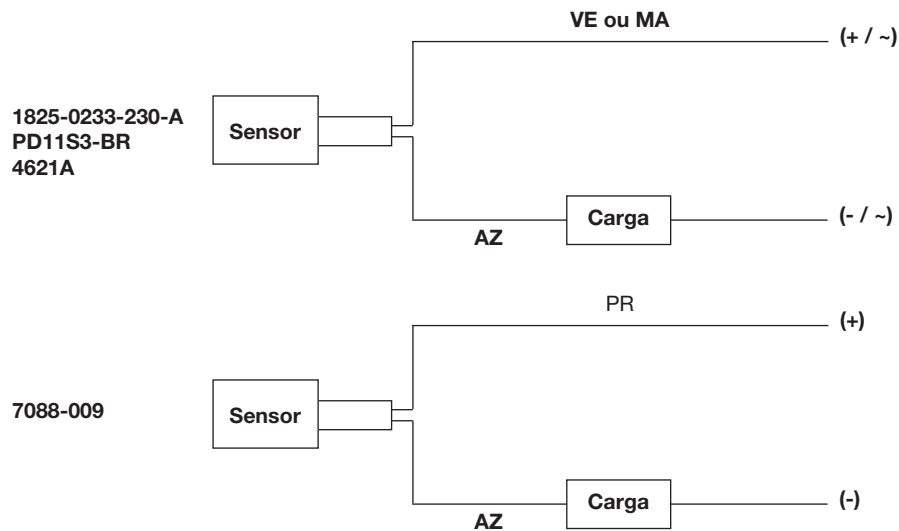 VE ou MA
(+ / ~)
1825-0233-230-A
PD11S3-BR
4621A
Sensor
AZ
Carga
(- / ~)
PR
(+)
7088-009
Sensor
AZ
Carga
(-)